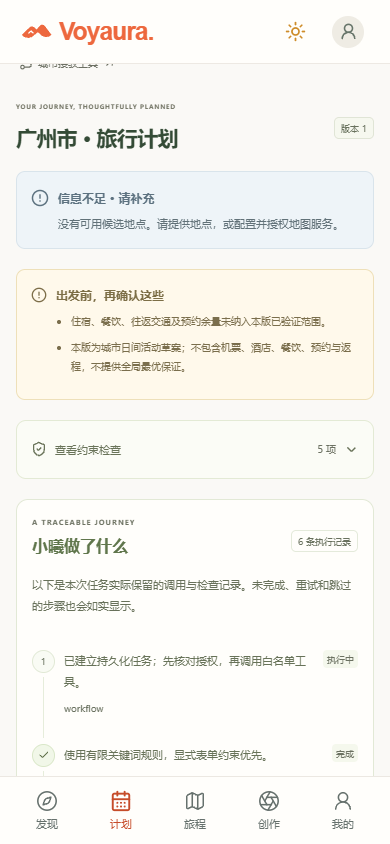 Voyaura.
城市接驳工具
YOUR JOURNEY, THOUGHTFULLY PLANNED
广州市 • 旅行计划
版本 1
信息不足 • 请补充
没有可用候选地点。请提供地点，或配置并授权地图服务。
出发前，再确认这些
• 住宿、餐饮、往返交通及预约余量未纳入本版已验证范围。
• 本版为城市日间活动草案；不包含机票、酒店、餐饮、预约与返
程，不提供全局最优保证。
查看约束检查
5 项
A TRACEABLE JOURNEY
小曦做了什么
6 条执行记录
以下是本次任务实际保留的调用与检查记录。未完成、重试和跳过
的步骤也会如实显示。
1
已建立持久化任务；先核对授权，再调用白名单工
具。
执行中
workflow
使用有限关键词规则，显式表单约束优先。
完成
发现
计划
旅程
创作
我的